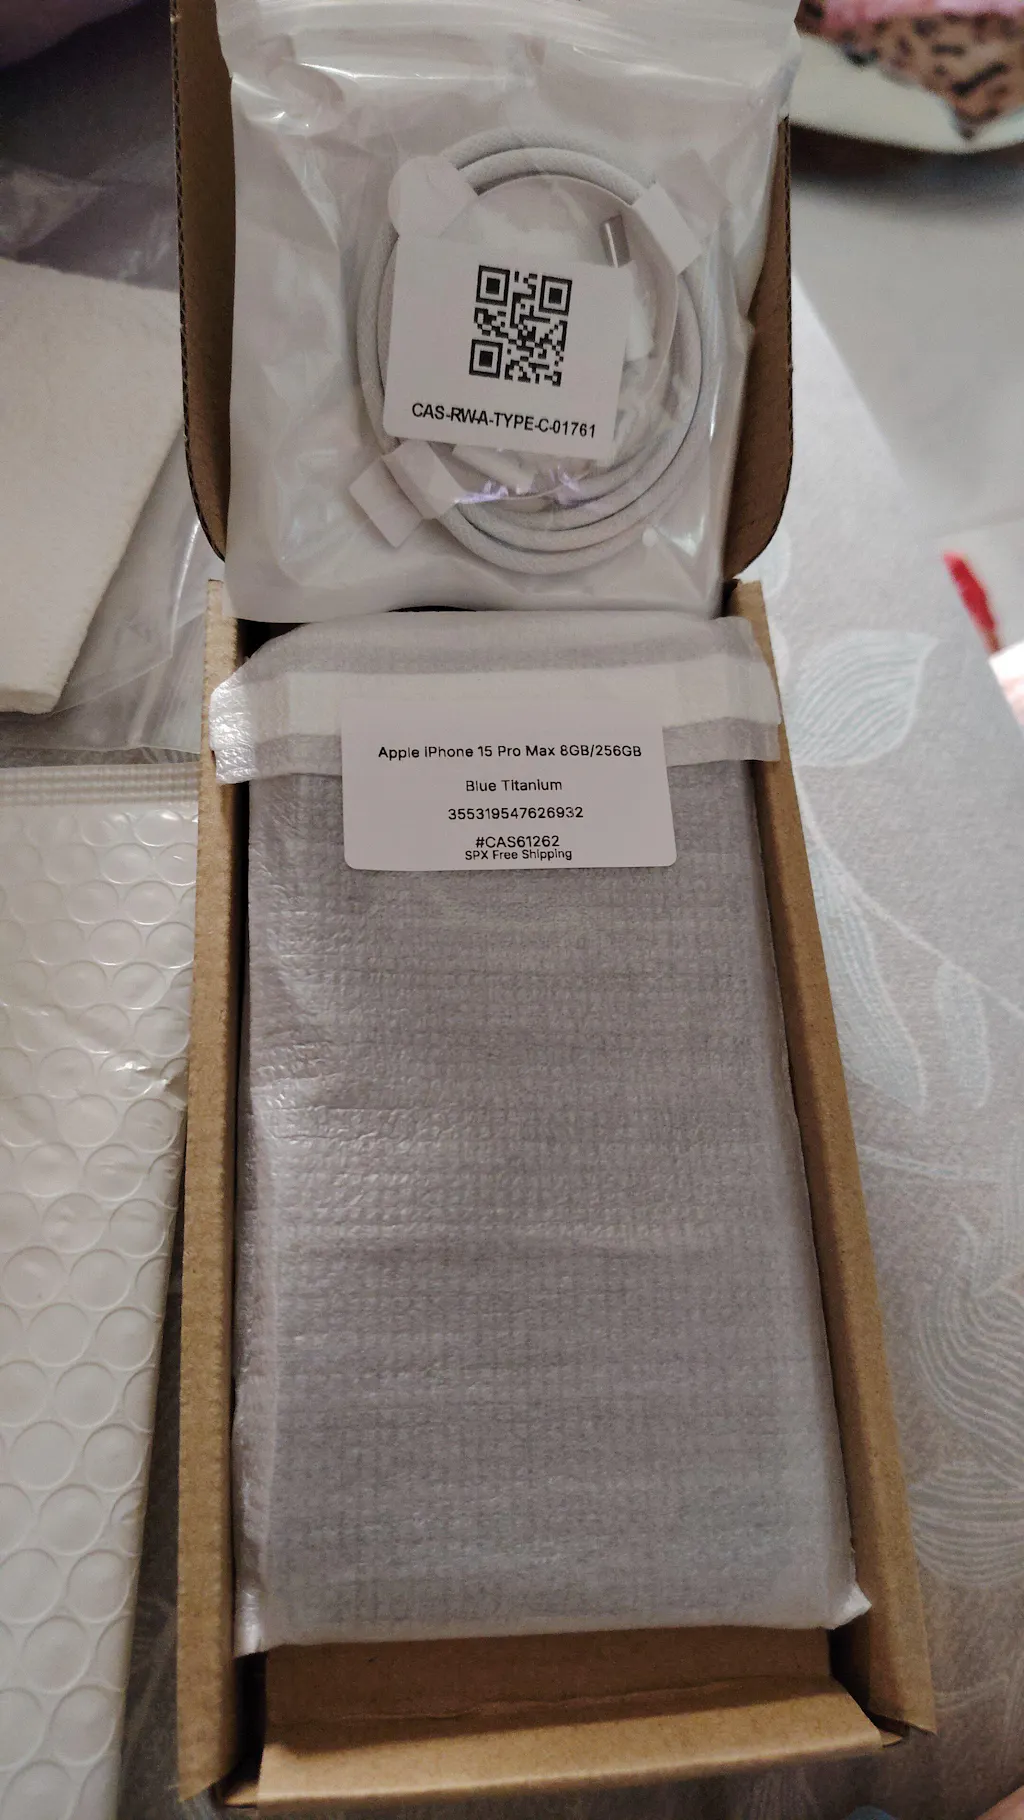 CAS-RWA-TYPE-C-01761
Apple iPhone 15 Pro Max 8GB/256GB
Blue Titanium
355319547626932
#CAS61262
SPX Free Shipping